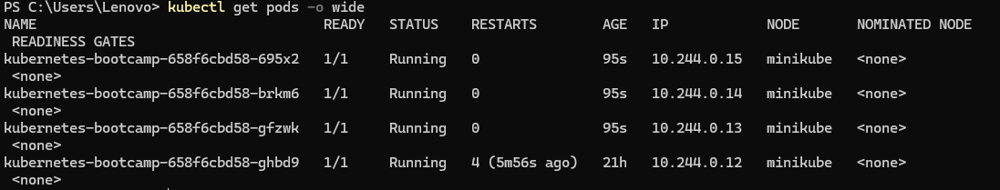 PS C:\Users\Lenovo> kubectl get pods -o wide
NAME READY STATUS RESTARTS AGE IP NODE NOMINATED NODE
READINESS GATES
kubernetes-bootcamp-658f6cbd58-695x2 1/1 Running 0 95s 10.244.0.15 minikube <none>
<none>
kubernetes-bootcamp-658f6cbd58-brkm6 1/1 Running 0 95s 10.244.0.14 minikube <none>
<none>
kubernetes-bootcamp-658f6cbd58-gfzwk 1/1 Running 0 95s 10.244.0.13 minikube <none>
<none>
kubernetes-bootcamp-658f6cbd58-ghbd9 1/1 Running 4 (5m56s ago) 21h 10.244.0.12 minikube <none>
<none>